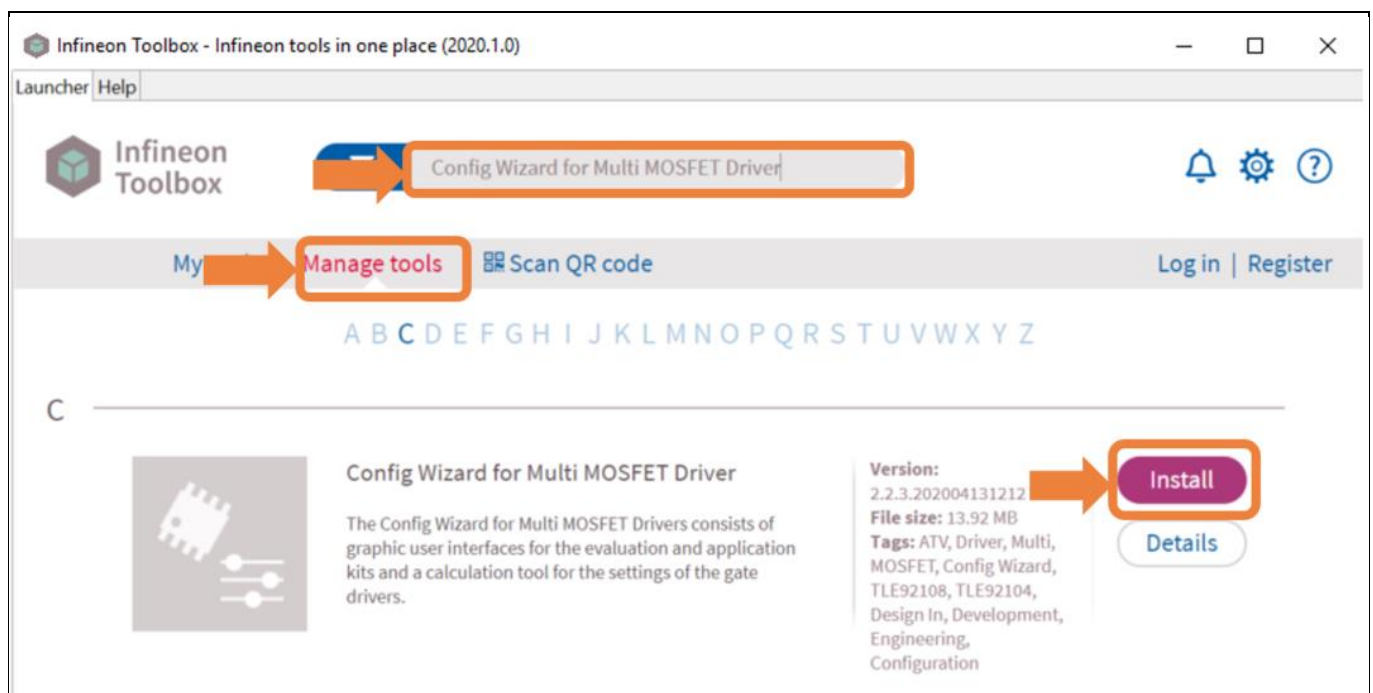 Infineon Toolbox - Infineon tools in one place (2020.1.0)
Launcher Help
Infineon
Toolbox
Config Wizard for Multi MOSFET Driver
My
Manage tools
Scan QR code
Log in | Register
A B C D E F G H I J K L M N O P Q R S T U V W X Y Z
C
Config Wizard for Multi MOSFET Driver
The Config Wizard for Multi MOSFET Drivers consists of
graphic user interfaces for the evaluation and application
kits and a calculation tool for the settings of the gate
drivers.
Version:
2.2.3.202004131212
File size: 13.92 MB
Tags: ATV, Driver, Multi,
MOSFET, Config Wizard,
TLE92108, TLE92104,
Design In, Development,
Engineering,
Configuration
Install
Details